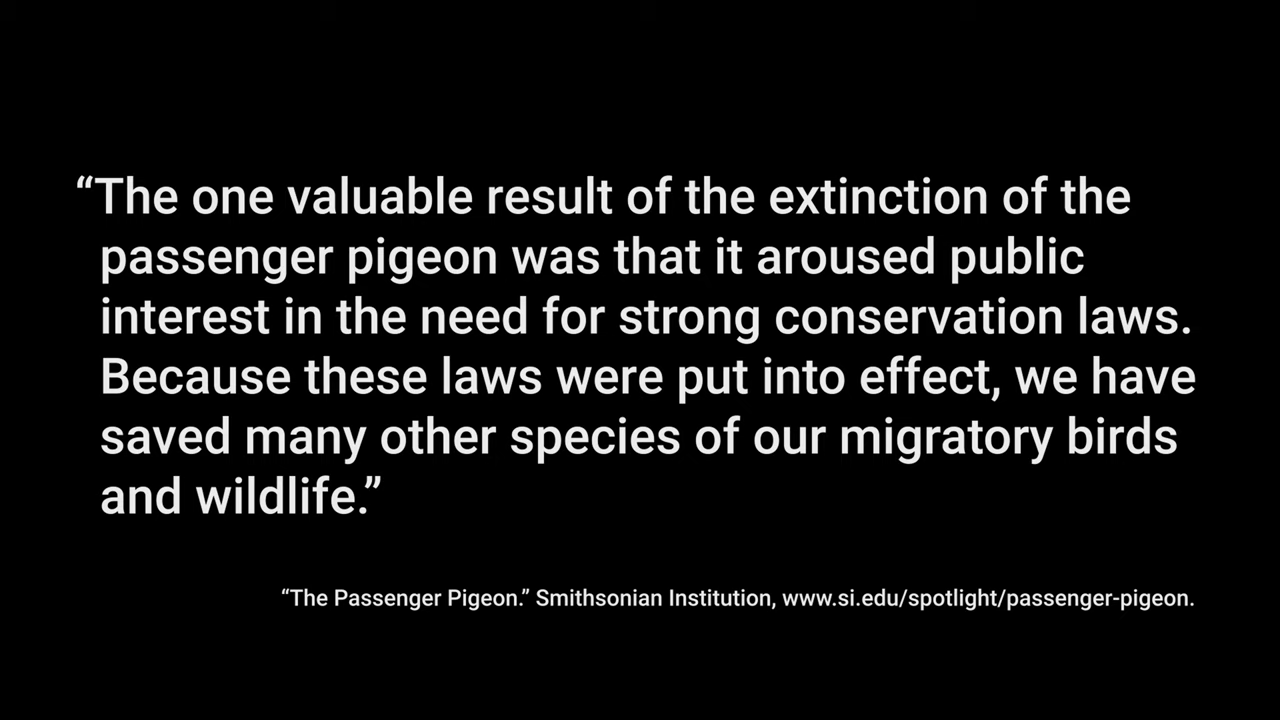 “The one valuable result of the extinction of the
passenger pigeon was that it aroused public
interest in the need for strong conservation laws.
Because these laws were put into effect, we have
saved many other species of our migratory birds
and wildlife.”
“The Passenger Pigeon.” Smithsonian Institution, www.si.edu/spotlight/passenger-pigeon.